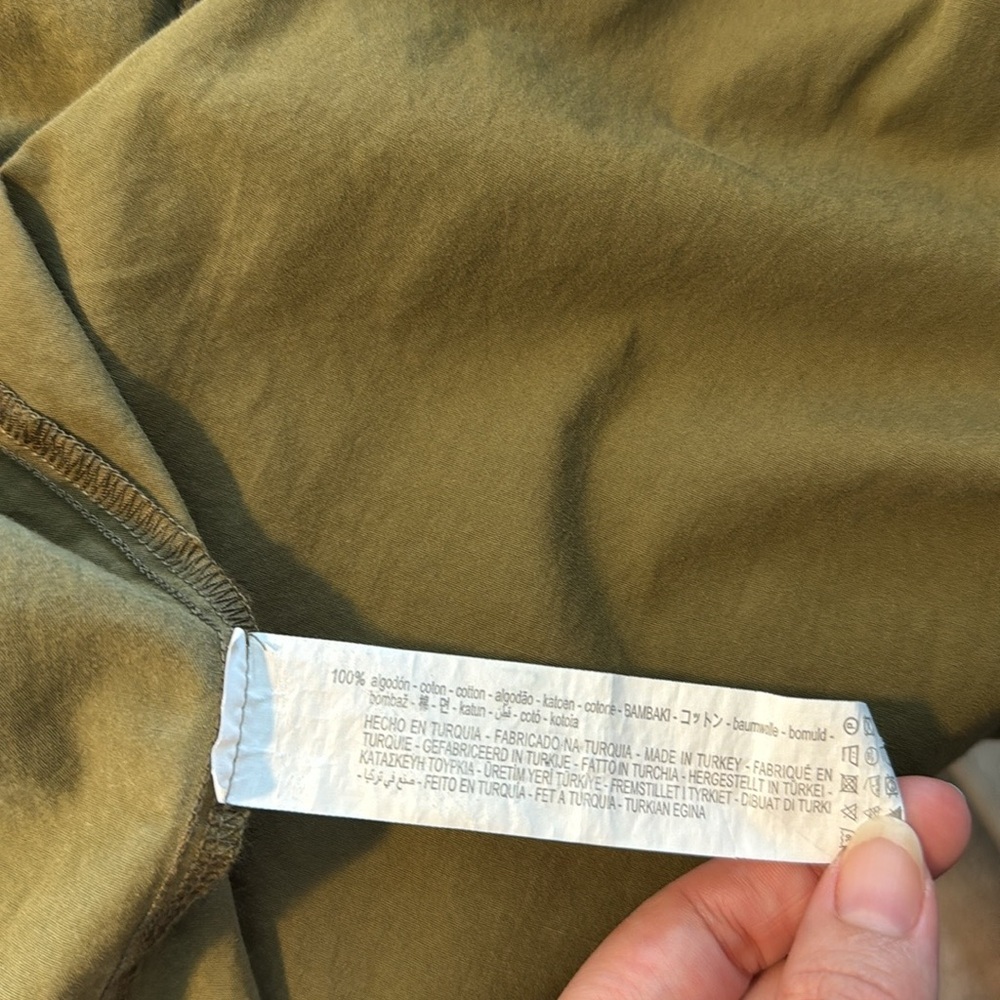 100% algodón - coton - cotton - algodão - katoen - cotone - BAMBAKI - コットン - baumwolle - bomuld -
bombaž - 棉 - 면 - katun - قطن - cotó - kotoia
HECHO EN TURQUIA - FABRICADO NA TURQUIA - MADE IN TURKEY - FABRIQUÉ EN
TURQUIE - GEFABRICEERD IN TURKIJE - FATTO IN TURCHIA - HERGESTELLT IN TÜRKEI -
ΚΑΤΑΣΚΕΥΗ ΤΟΥΡΚΙΑ - ÜRETİM YERİ TÜRKİYE - FREMSTILLET I TYRKIET - DIBUAT DI TURKI
صنع في تركيا - - FEITO EN TURQUÍA - FET A TURQUIA - TURKIAN EGINA